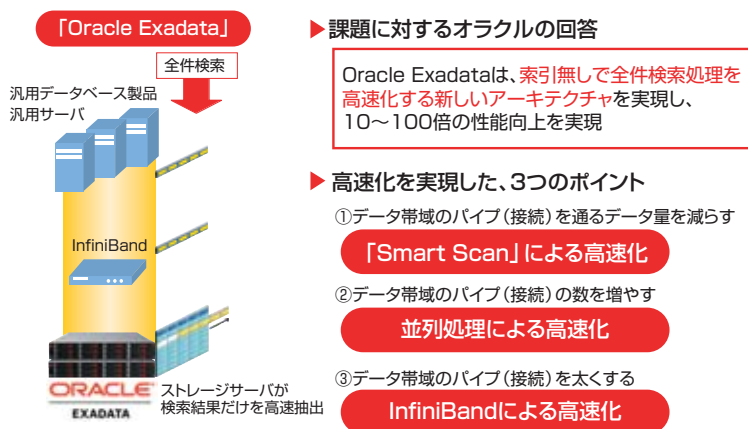 「Oracle Exadata」
全件検索
汎用データベース製品
汎用サーバ
InfiniBand
ORACLE
EXADATA
ストレージサーバが
検索結果だけを高速抽出
▶課題に対するオラクルの回答
Oracle Exadataは、索引無しで全件検索処理を
高速化する新しいアーキテクチャを実現し、
10〜100倍の性能向上を実現
▶高速化を実現した、3つのポイント
①データ帯域のパイプ（接続）を通るデータ量を減らす
「Smart Scan」による高速化
②データ帯域のパイプ（接続）の数を増やす
並列処理による高速化
③データ帯域のパイプ（接続）を太くする
InfiniBandによる高速化